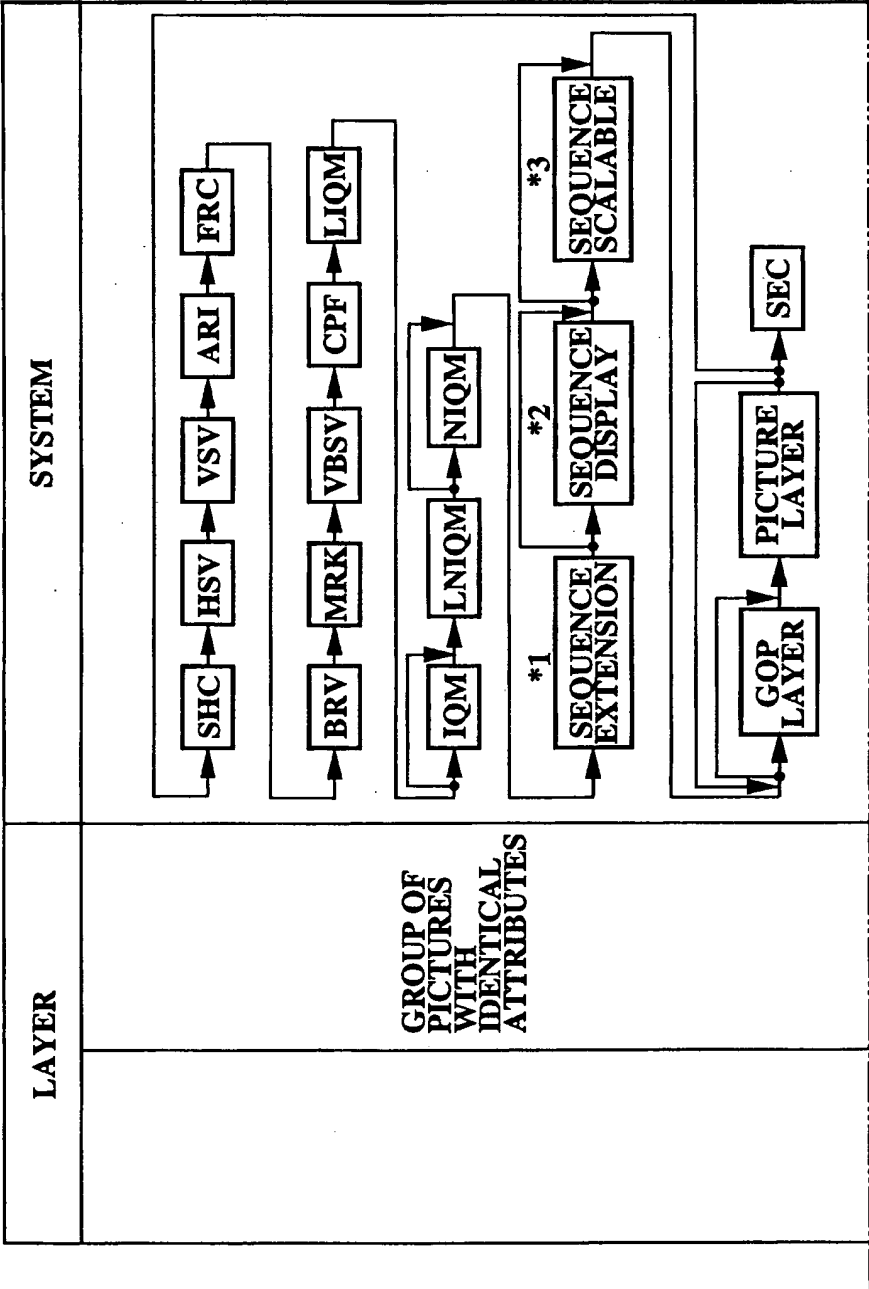 LAYER
SYSTEM
GROUP OF
PICTURES
WITH
IDENTICAL
ATTRIBUTES
SHC
HSV
VSV
ARI
FRC
BRV
MRK
VBSV
CPF
LIQM
IQM
LNIQM
NIQM
*1
SEQUENCE
EXTENSION
*2
SEQUENCE
DISPLAY
*3
SEQUENCE
SCALABLE
GOP
LAYER
PICTURE
LAYER
SEC